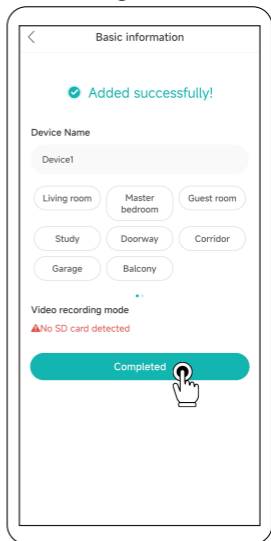 Basic information
Added successfully!
Device Name
Device1
Living room
Master
bedroom
Guest room
Study
Doorway
Corridor
Garage
Balcony
Video recording mode
No SD card detected
Completed